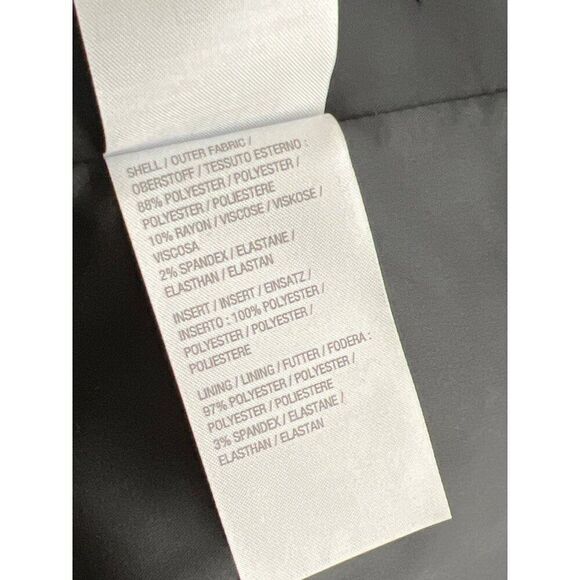 SHELL / OUTER FABRIC /
OBERSTOFF / TESSUTO ESTERNO :
88% POLYESTER / POLYESTER /
POLYESTER / POLIESTERE
10% RAYON / VISCOSE / VISKOSE /
VISCOSA
2% SPANDEX / ELASTANE /
ELASTHAN / ELASTAN
INSERT / INSERT / EINSATZ /
INSERTO : 100% POLYESTER /
POLYESTER / POLYESTER /
POLIESTERE
LINING / LINING / FUTTER / FODERA :
97% POLYESTER / POLYESTER /
POLYESTER / POLIESTERE
3% SPANDEX / ELASTANE /
ELASTHAN / ELASTAN